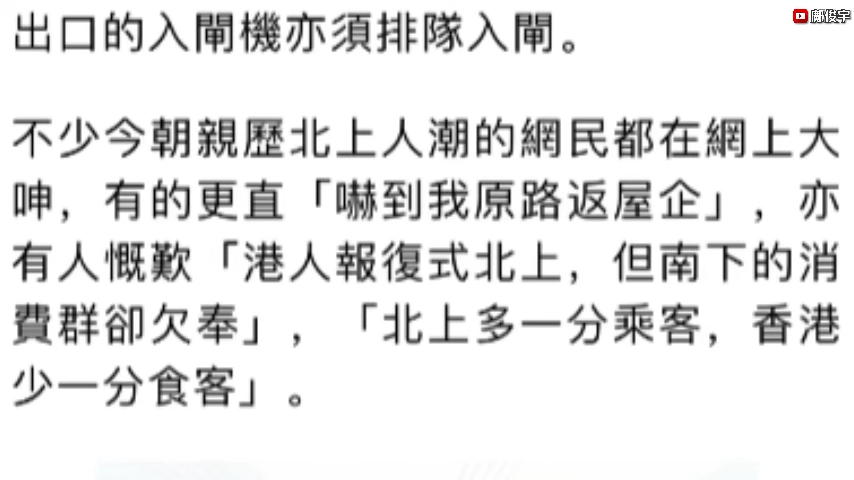 鄺俊宇
出口的入閘機亦須排隊入閘。
不少今朝親歷北上人潮的網民都在網上大
呻，有的更直「嚇到我原路返屋企」，亦
有人慨歎「港人報復式北上，但南下的消
費群卻欠奉」，「北上多一分乘客，香港
少一分食客」。